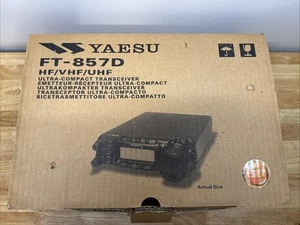 YAESU
FT-857D
HF/VHF/UHF
ULTRA-COMPACT TRANSCEIVER
EMETTEUR-RÉCEPTEUR ULTRA-COMPACT
ULTRAKOMPAKTER TRANSCEIVER
TRANSCEPTOR ULTRA-COMPACTO
RICETRASMETTITORE ULTRA-COMPATTO
Actual Size